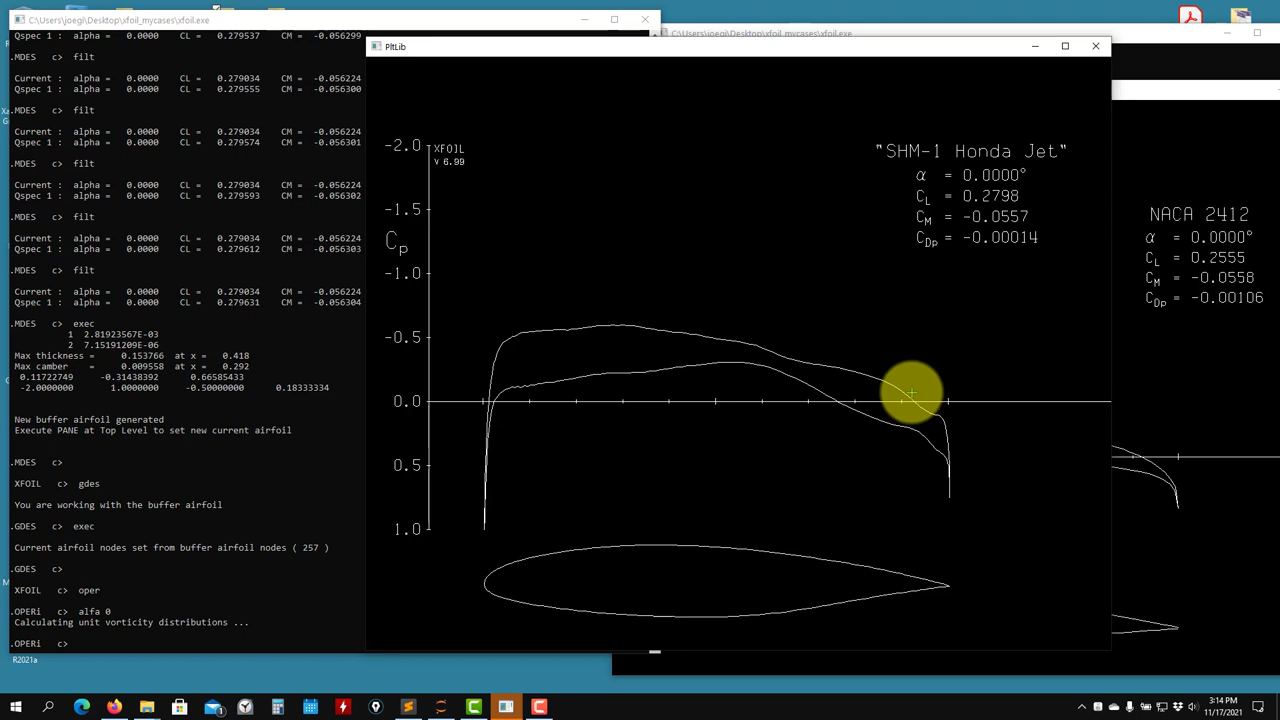 C:\Users\joegi\Desktop\xfoil_mycases\xfoil.exe
Qspec 1 :  alpha =   0.0000    CL =   0.279537    CM =  -0.056299
.MDES   c>  filt
Current :  alpha =   0.0000    CL =   0.279034    CM =  -0.056224
Qspec 1 :  alpha =   0.0000    CL =   0.279555    CM =  -0.056300
.MDES   c>  filt
Current :  alpha =   0.0000    CL =   0.279034    CM =  -0.056224
Qspec 1 :  alpha =   0.0000    CL =   0.279574    CM =  -0.056301
.MDES   c>  filt
Current :  alpha =   0.0000    CL =   0.279034    CM =  -0.056224
Qspec 1 :  alpha =   0.0000    CL =   0.279593    CM =  -0.056302
.MDES   c>  filt
Current :  alpha =   0.0000    CL =   0.279034    CM =  -0.056224
Qspec 1 :  alpha =   0.0000    CL =   0.279612    CM =  -0.056303
.MDES   c>  filt
Current :  alpha =   0.0000    CL =   0.279034    CM =  -0.056224
Qspec 1 :  alpha =   0.0000    CL =   0.279631    CM =  -0.056304
.MDES   c>  exec
1  2.81923567E-03
2  7.15191209E-06
Max thickness =     0.153766  at x =   0.418
Max camber    =     0.009558  at x =   0.292
0.11722749      -0.31438392       0.66585433
-2.0000000       1.0000000      -0.50000000       0.18333334
New buffer airfoil generated
Execute PANE at Top Level to set new current airfoil
.MDES   c>
XFOIL   c>  gdes
You are working with the buffer airfoil
.GDES   c>  exec
Current airfoil nodes set from buffer airfoil nodes ( 257 )
.GDES   c>
XFOIL   c>  oper
.OPERi   c>   alfa 0
Calculating unit vorticity distributions ...
.OPERi   c>
R2021a
C:\Users\joegi\Desktop\xfoil_mycases\xfoil.exe
PltLib
XFOIL
V 6.99
-2.0
-1.5
Cp
-1.0
-0.5
0.0
0.5
1.0
"SHM-1 Honda Jet"
α = 0.0000°
CL = 0.2798
CM = -0.0557
CDp = -0.00014
NACA 2412
α = 0.0000°
CL = 0.2555
CM = -0.0558
CDp = -0.00106
3:14 PM
11/17/2021